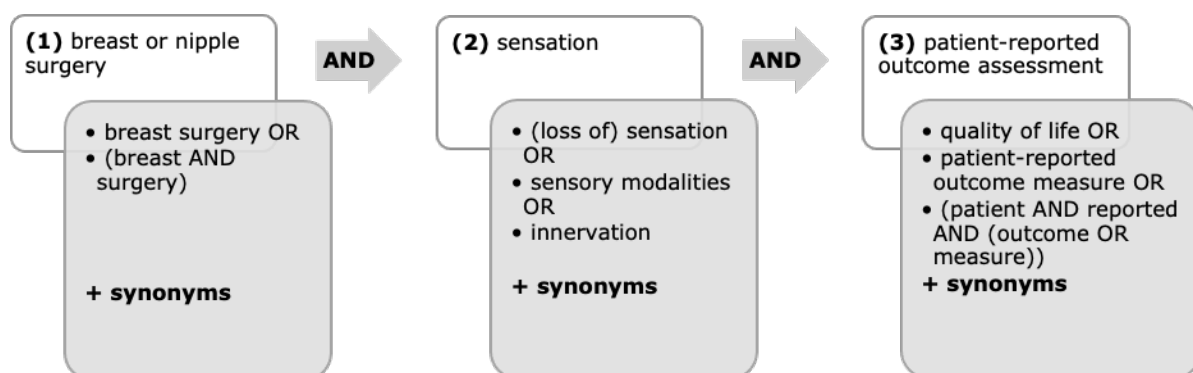 (1) breast or nipple
surgery
• breast surgery OR
• (breast AND
surgery)
+ synonyms
AND
(2) sensation
• (loss of) sensation
OR
• sensory modalities
OR
• innervation
+ synonyms
AND
(3) patient-reported
outcome assessment
• quality of life OR
• patient-reported
outcome measure OR
• (patient AND reported
AND (outcome OR
measure))
+ synonyms